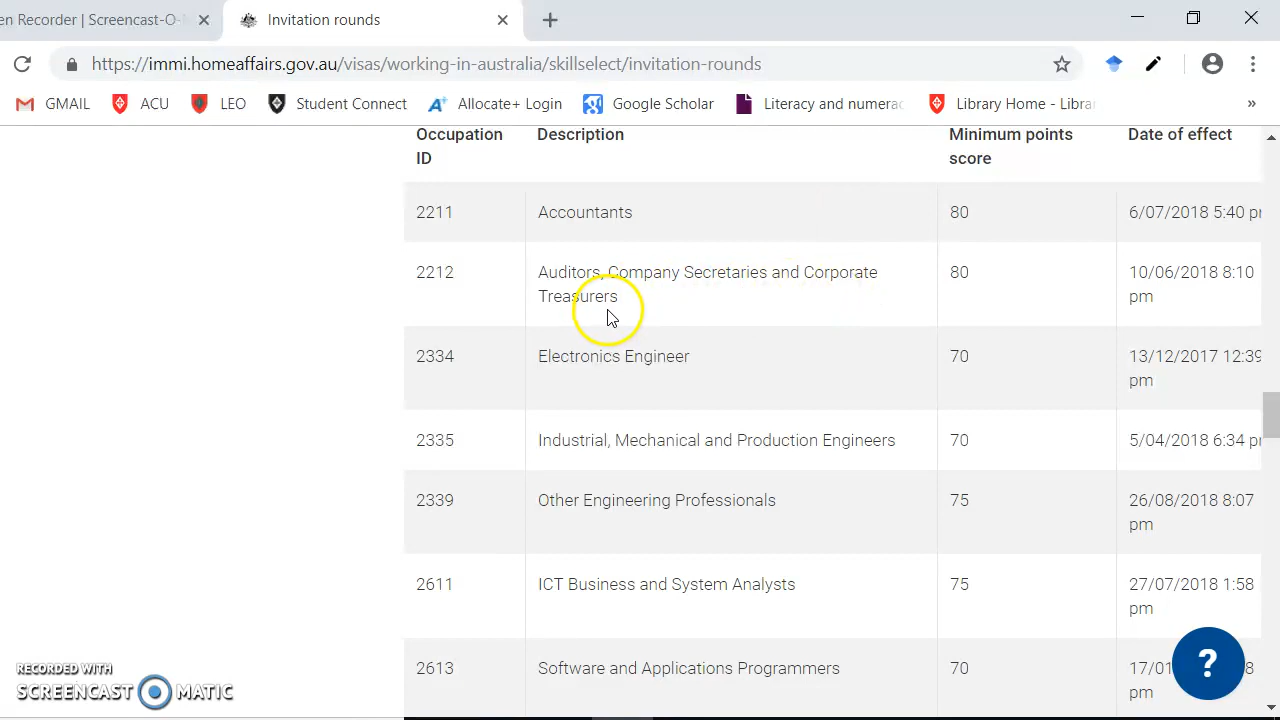 en Recorder | Screencast-O-
Invitation rounds
https://immi.homeaffairs.gov.au/visas/working-in-australia/skillselect/invitation-rounds
GMAIL ACU LEO Student Connect A+ Allocate+ Login Google Scholar Literacy and numerac Library Home - Librar »
Occupation ID Description Minimum points score Date of effect
2211 Accountants 80 6/07/2018 5:40 pm
2212 Auditors, Company Secretaries and Corporate Treasurers 80 10/06/2018 8:10 pm
2334 Electronics Engineer 70 13/12/2017 12:39 pm
2335 Industrial, Mechanical and Production Engineers 70 5/04/2018 6:34 pm
2339 Other Engineering Professionals 75 26/08/2018 8:07 pm
2611 ICT Business and System Analysts 75 27/07/2018 1:58 pm
2613 Software and Applications Programmers 70 pm
?
RECORDED WITH
SCREENCAST MATIC